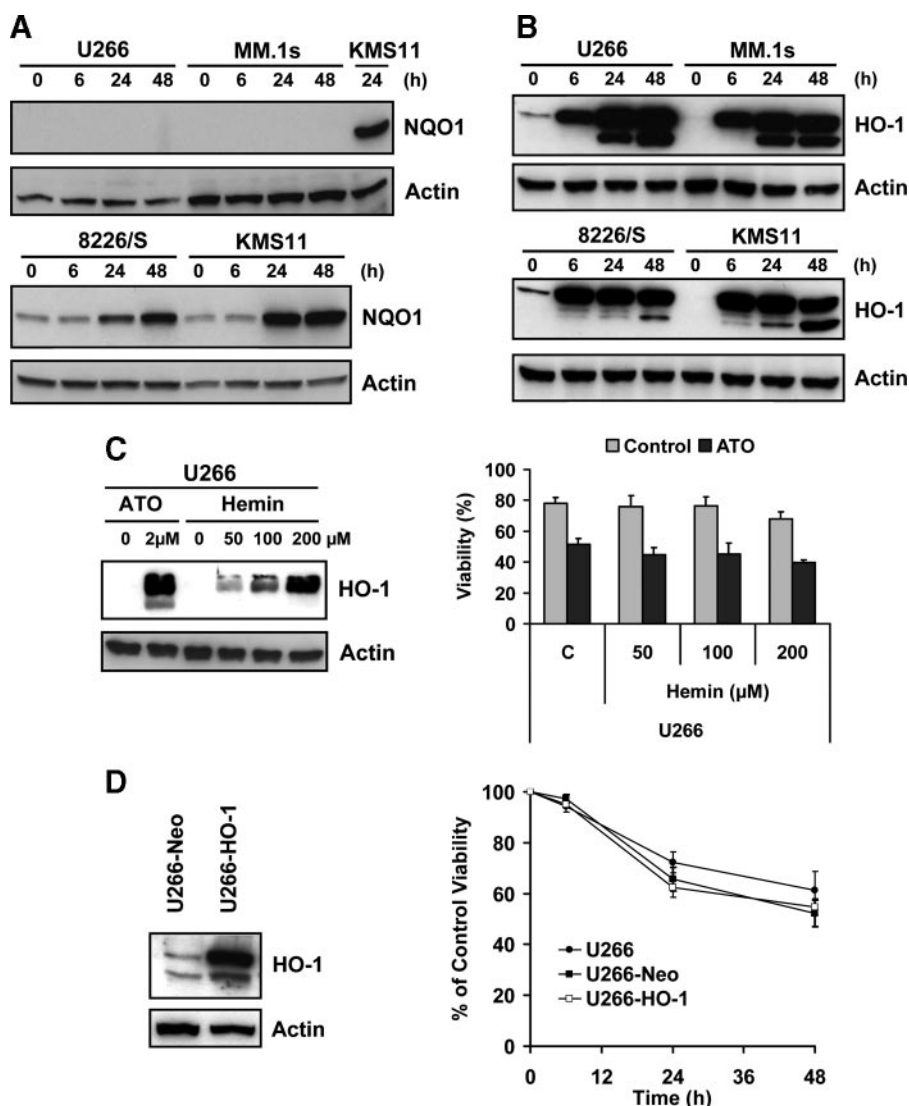 A
U266 MM.1s KMS11
0 6 24 48 0 6 24 48 24 (h)
NQO1
Actin
8226/S KMS11
0 6 24 48 0 6 24 48 (h)
NQO1
Actin
B
U266 MM.1s
0 6 24 48 0 6 24 48 (h)
HO-1
Actin
8226/S KMS11
0 6 24 48 0 6 24 48 (h)
HO-1
Actin
C
U266
ATO Hemin
0 2μM 0 50 100 200 μM
HO-1
Actin
Control ATO
Viability (%)
100
80
60
40
20
0
C 50 100 200
Hemin (μM)
U266
D
U266-Neo
U266-HO-1
HO-1
Actin
% of Control Viability
100
80
60
40
20
0
U266
U266-Neo
U266-HO-1
0 12 24 36 48
Time (h)